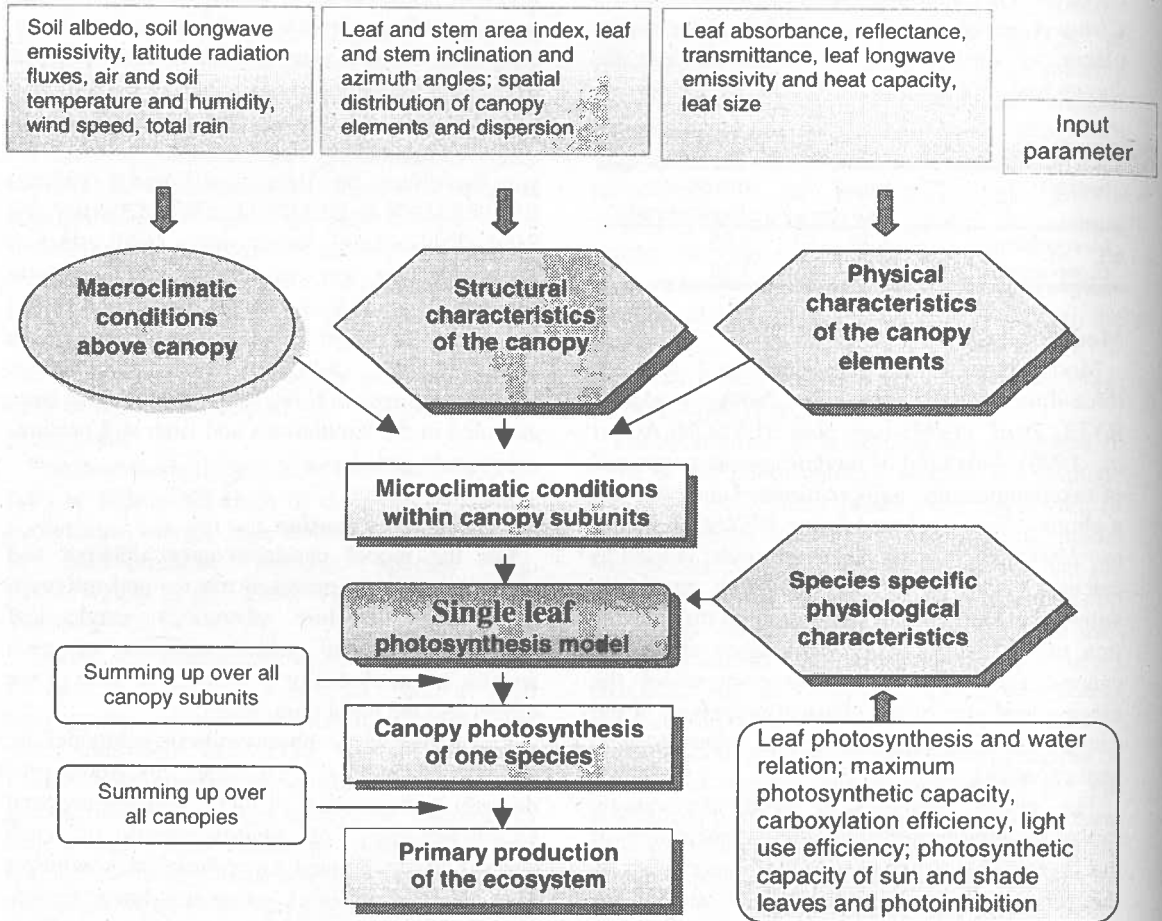 Soil albedo, soil longwave
emissivity, latitude radiation
fluxes, air and soil
temperature and humidity,
wind speed, total rain
Leaf and stem area index, leaf
and stem inclination and
azimuth angles; spatial
distribution of canopy
elements and dispersion
Leaf absorbance, reflectance,
transmittance, leaf longwave
emissivity and heat capacity,
leaf size
Input
parameter
Macroclimatic
conditions
above canopy
Structural
characteristics
of the canopy
Physical
characteristics
of the canopy
elements
Microclimatic conditions
within canopy subunits
Single leaf
photosynthesis model
Species specific
physiological
characteristics
Summing up over all
canopy subunits
Canopy photosynthesis
of one species
Summing up over
all canopies
Primary production
of the ecosystem
Leaf photosynthesis and water
relation; maximum
photosynthetic capacity,
carboxylation efficiency, light
use efficiency; photosynthetic
capacity of sun and shade
leaves and photoinhibition